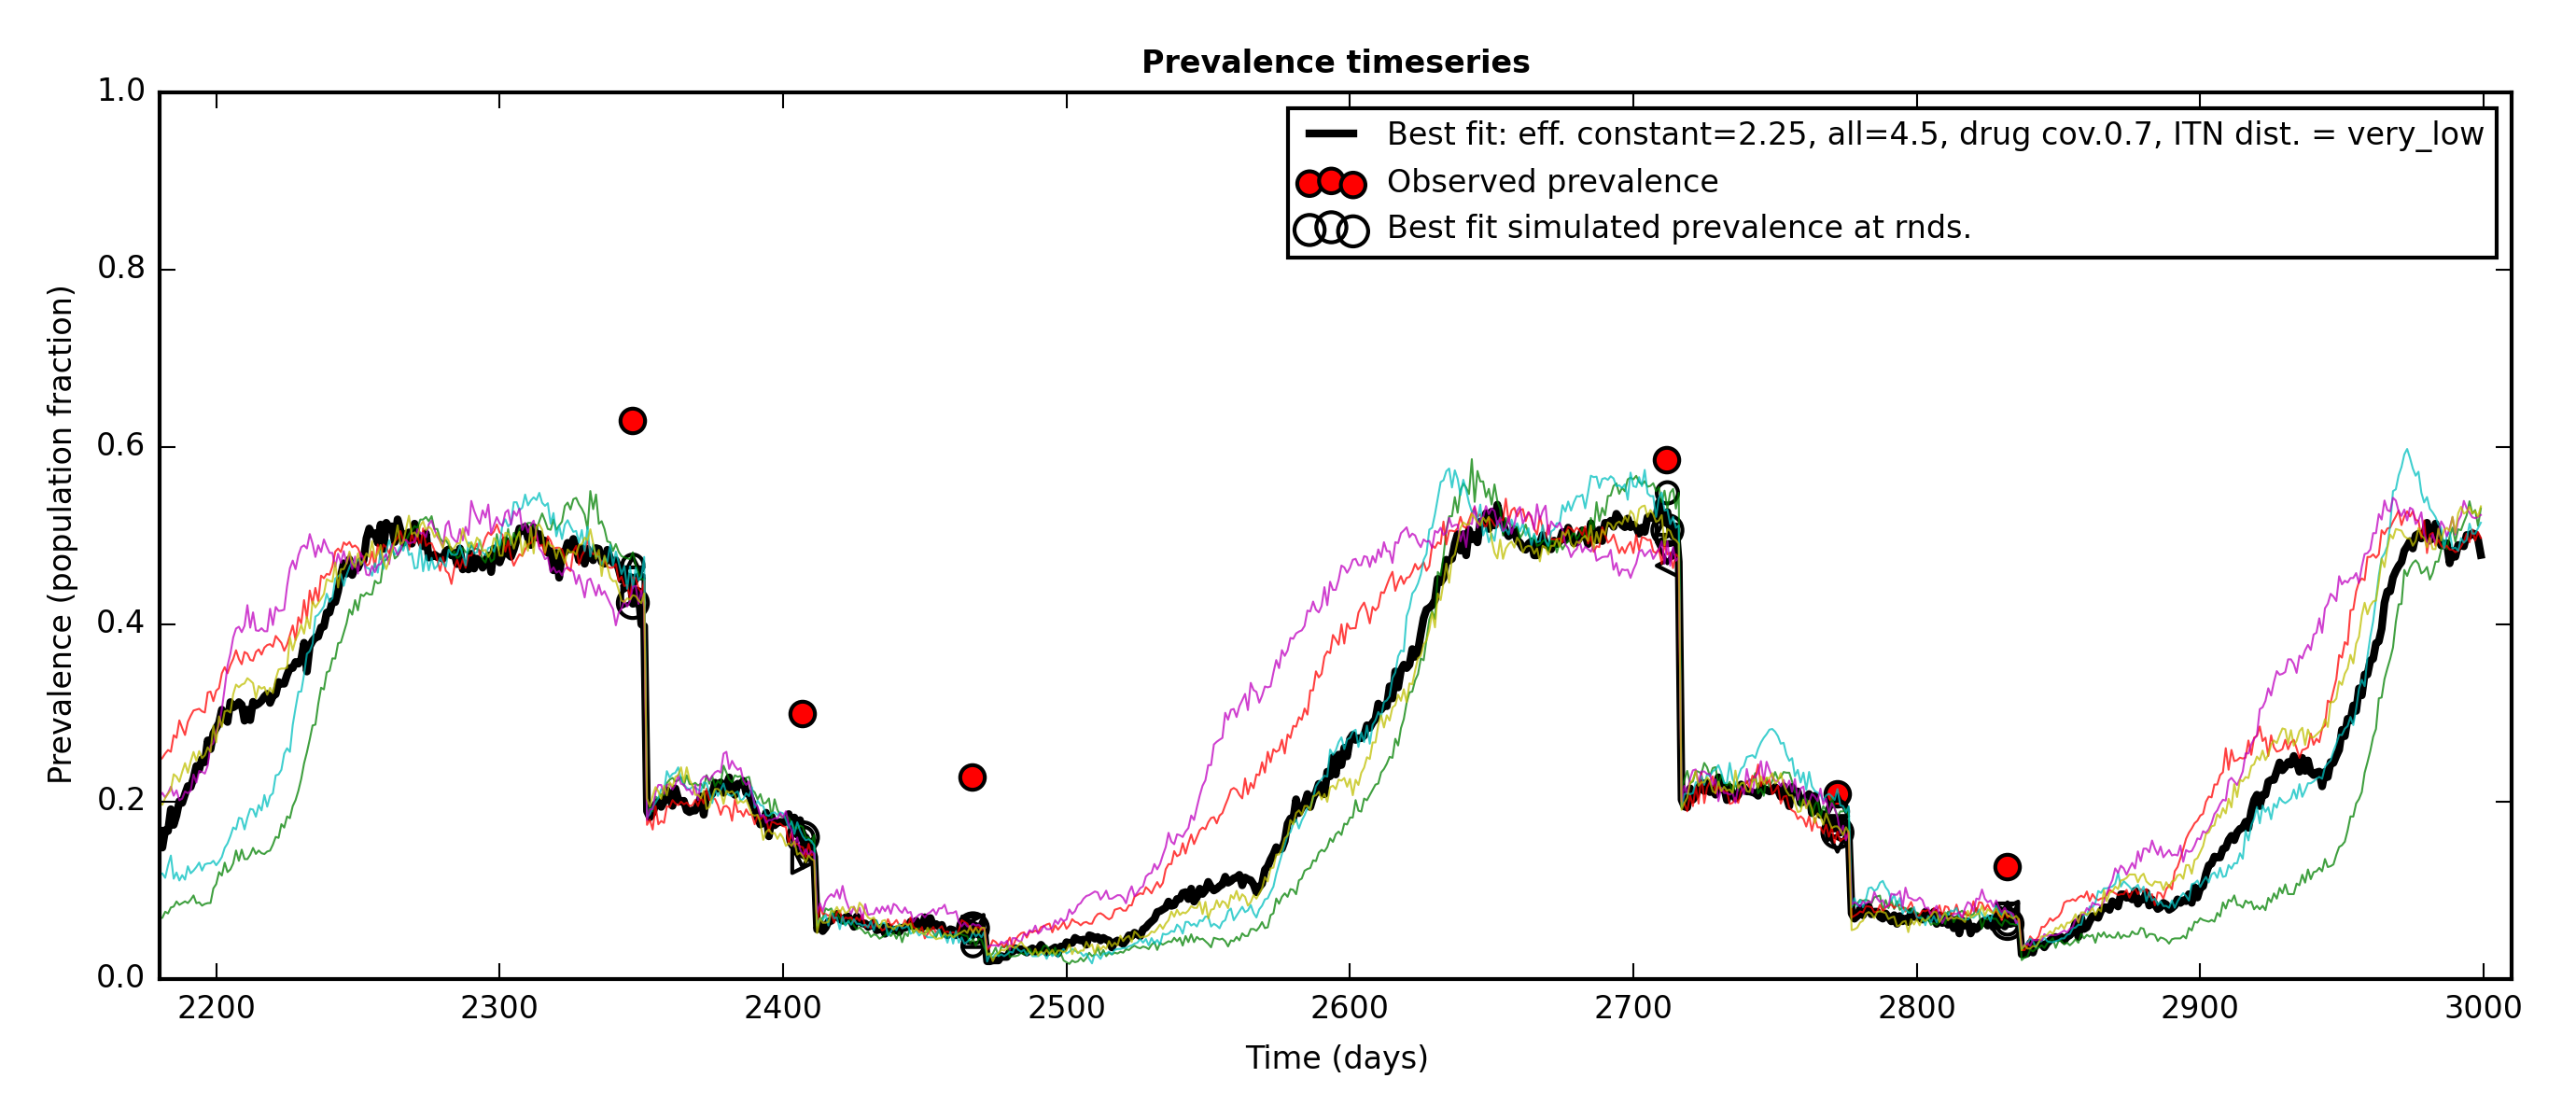 Prevalence timeseries
1.0
0.8
0.6
0.4
0.2
0.0
Prevalence (population fraction)
Best fit: eff. constant=2.25, all=4.5, drug cov.0.7, ITN dist. = very_low
Observed prevalence
Best fit simulated prevalence at rnds.
2200 2300 2400 2500 2600 2700 2800 2900 3000
Time (days)